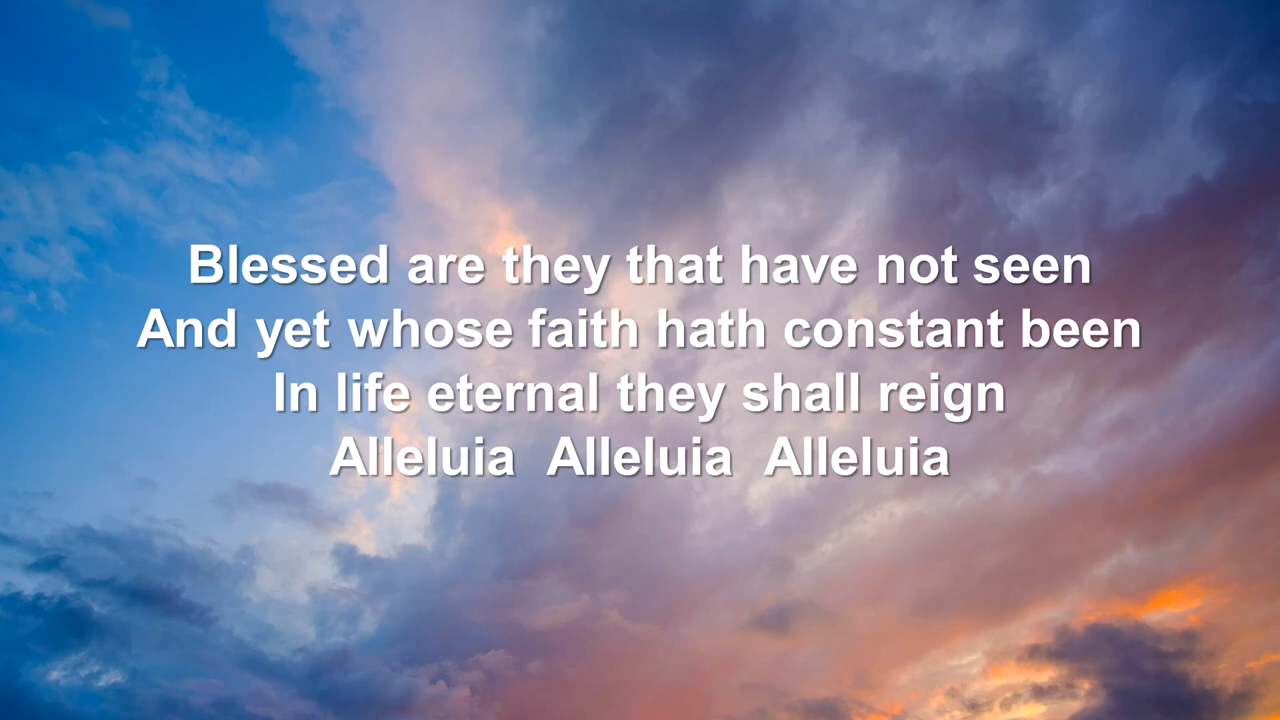 Blessed are they that have not seen
And yet whose faith hath constant been
In life eternal they shall reign
Alleluia  Alleluia  Alleluia